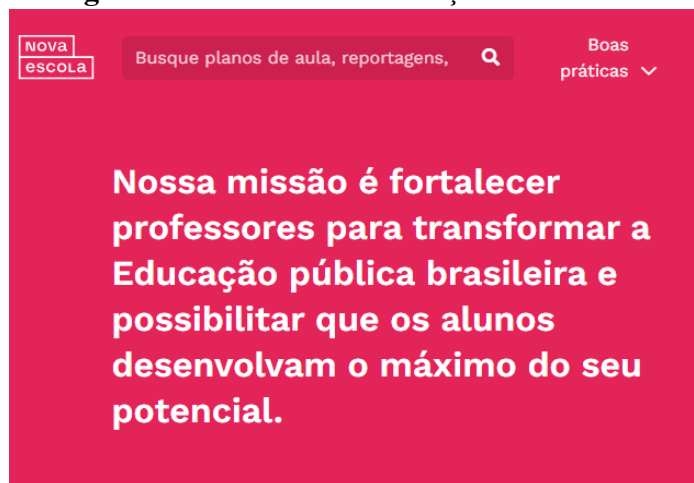 Nova
escola
Busque planos de aula, reportagens,
Boas
práticas
Nossa missão é fortalecer
professores para transformar a
Educação pública brasileira e
possibilitar que os alunos
desenvolvam o máximo do seu
potencial.